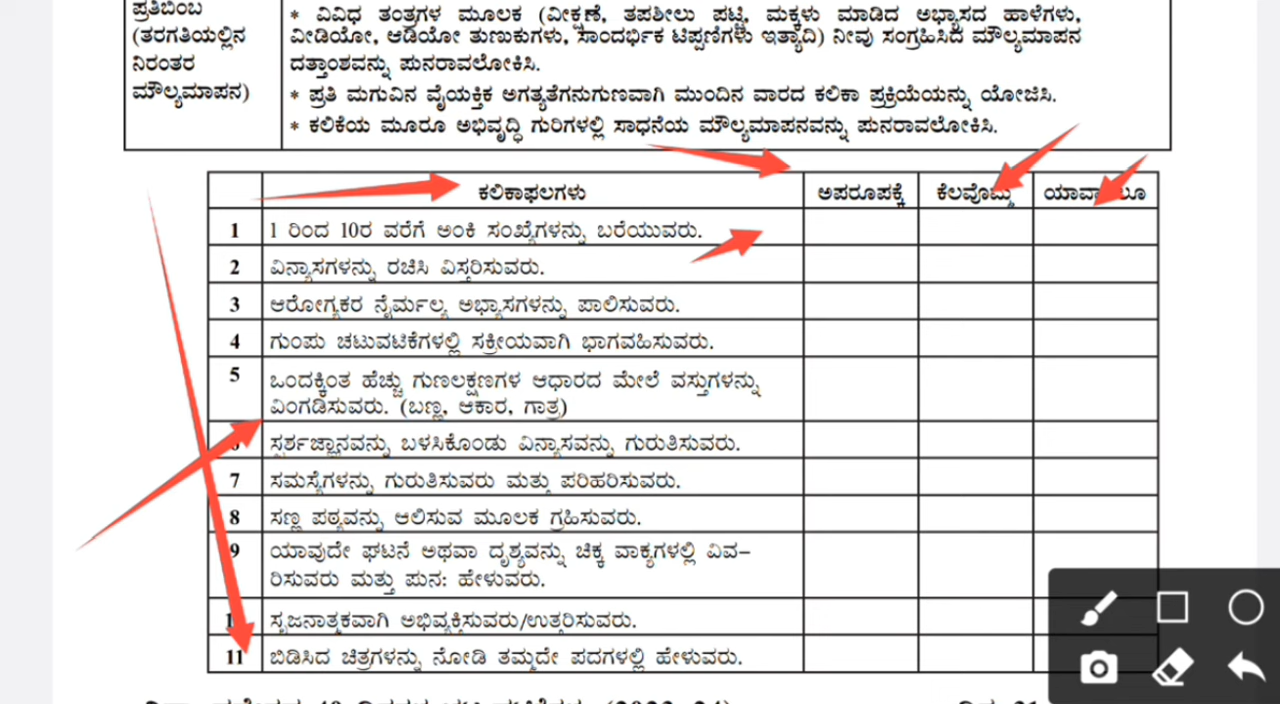 ಪ್ರತಿಬಿಂಬ
(ತರಗತಿಯಲ್ಲಿನ
ನಿರಂತರ
ಮೌಲ್ಯಮಾಪನ)
* ವಿವಿಧ ತಂತ್ರಗಳ ಮೂಲಕ (ವೀಕ್ಷಣೆ, ತಪಶೀಲು ಪಟ್ಟಿ, ಮಕ್ಕಳು ಮಾಡಿದ ಅಭ್ಯಾಸದ ಹಾಳೆಗಳು,
ವೀಡಿಯೋ, ಆಡಿಯೋ ತುಣುಕುಗಳು, ಸಾಂದರ್ಭಿಕ ಟಿಪ್ಪಣಿಗಳು ಇತ್ಯಾದಿ) ನೀವು ಸಂಗ್ರಹಿಸಿದ ಮೌಲ್ಯಮಾಪನ
ದತ್ತಾಂಶವನ್ನು ಪುನರಾವಲೋಕಿಸಿ.
* ಪ್ರತಿ ಮಗುವಿನ ವೈಯಕ್ತಿಕ ಅಗತ್ಯತೆಗನುಗುಣವಾಗಿ ಮುಂದಿನ ವಾರದ ಕಲಿಕಾ ಪ್ರಕ್ರಿಯೆಯನ್ನು ಯೋಜಿಸಿ.
* ಕಲಿಕೆಯ ಮೂರೂ ಅಭಿವೃದ್ಧಿ ಗುರಿಗಳಲ್ಲಿ ಸಾಧನೆಯ ಮೌಲ್ಯಮಾಪನವನ್ನು ಪುನರಾವಲೋಕಿಸಿ.
ಕಲಿಕಾಫಲಗಳು ಅಪರೂಪಕ್ಕೆ ಕೆಲವೊಮ್ಮೆ
1 1 ರಿಂದ 10ರ ವರೆಗೆ ಅಂಕಿ ಸಂಖ್ಯೆಗಳನ್ನು ಬರೆಯುವರು.
2 ವಿನ್ಯಾಸಗಳನ್ನು ರಚಿಸಿ ವಿಸ್ತರಿಸುವರು.
3 ಆರೋಗ್ಯಕರ ನೈರ್ಮಲ್ಯ ಅಭ್ಯಾಸಗಳನ್ನು ಪಾಲಿಸುವರು.
4 ಗುಂಪು ಚಟುವಟಿಕೆಗಳಲ್ಲಿ ಸಕ್ರೀಯವಾಗಿ ಭಾಗವಹಿಸುವರು.
5 ಒಂದಕ್ಕಿಂತ ಹೆಚ್ಚು ಗುಣಲಕ್ಷಣಗಳ ಆಧಾರದ ಮೇಲೆ ವಸ್ತುಗಳನ್ನು
ವಿಂಗಡಿಸುವರು. (ಬಣ್ಣ, ಆಕಾರ, ಗಾತ್ರ)
ಸ್ಪರ್ಶಜ್ಞಾನವನ್ನು ಬಳಸಿಕೊಂಡು ವಿನ್ಯಾಸವನ್ನು ಗುರುತಿಸುವರು.
7 ಸಮಸ್ಯೆಗಳನ್ನು ಗುರುತಿಸುವರು ಮತ್ತು ಪರಿಹರಿಸುವರು.
8 ಸಣ್ಣ ಪಠ್ಯವನ್ನು ಆಲಿಸುವ ಮೂಲಕ ಗ್ರಹಿಸುವರು.
9 ಯಾವುದೇ ಘಟನೆ ಅಥವಾ ದೃಶ್ಯವನ್ನು ಚಿಕ್ಕ ವಾಕ್ಯಗಳಲ್ಲಿ ವಿವ-
ರಿಸುವರು ಮತ್ತು ಪುನಃ ಹೇಳುವರು.
ಸೃಜನಾತ್ಮಕವಾಗಿ ಅಭಿವ್ಯಕ್ತಿಸುವರು/ಉತ್ತರಿಸುವರು.
11 ಬಿಡಿಸಿದ ಚಿತ್ರಗಳನ್ನು ನೋಡಿ ತಮ್ಮದೇ ಪದಗಳಲ್ಲಿ ಹೇಳುವರು.